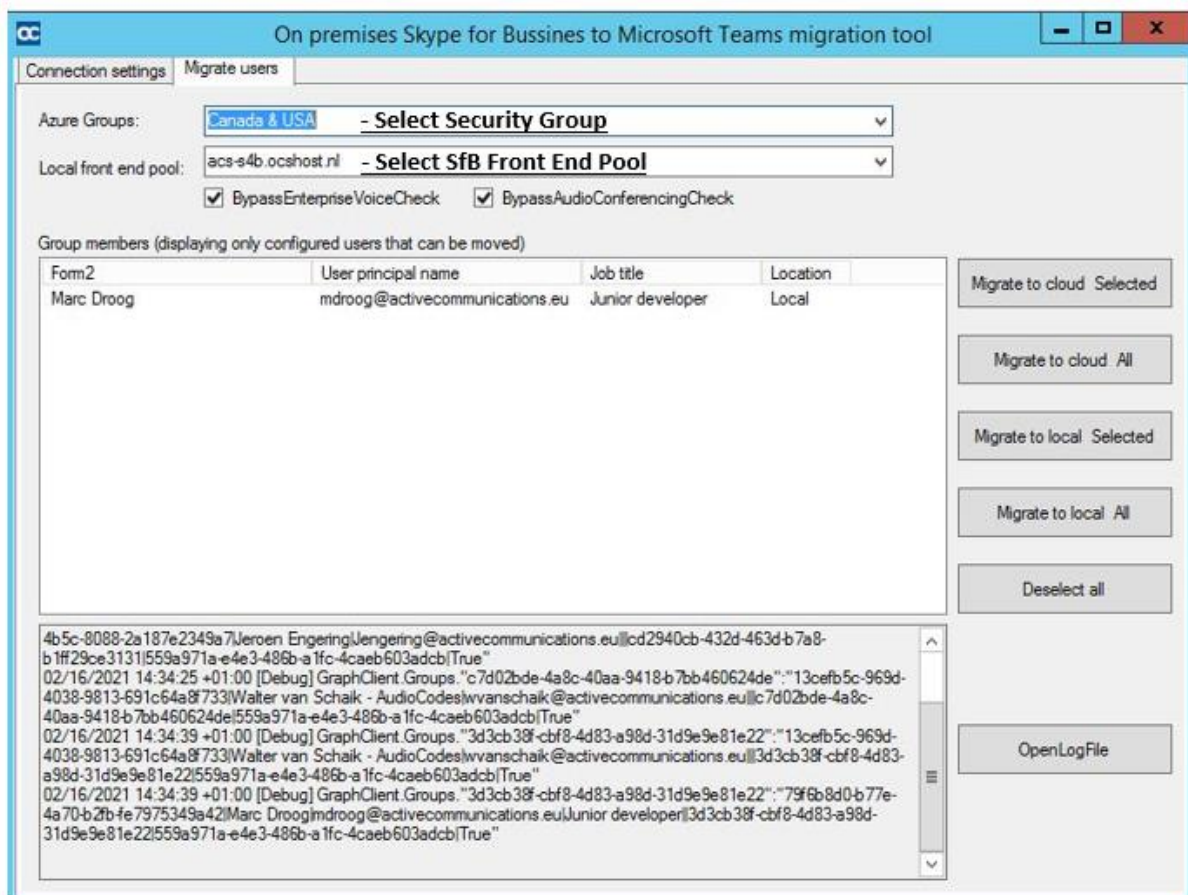 On premises Skype for Bussines to Microsoft Teams migration tool
Connection settings
Migrate users
Azure Groups:
Canada & USA - Select Security Group
Local front end pool:
acs-s4b.ocshost.nl - Select SfB Front End Pool
BypassEnterpriseVoiceCheck
BypassAudioConferencingCheck
Group members (displaying only configured users that can be moved)
Form2 User principal name Job title Location
Marc Droog mdroog@activecommunications.eu Junior developer Local
Migrate to cloud Selected
Migrate to cloud All
Migrate to local Selected
Migrate to local All
Deselect all
4b5c-8088-2a187e2349a7|Jeroen Engering|Jengering@activecommunications.eu|||cd2940cb-432d-463d-b7a8-
b1ff29ce3131|559a971a-e4e3-486b-a1fc-4caeb603adcb|True"
02/16/2021 14:34:25 +01:00 [Debug] GraphClient.Groups."c7d02bde-4a8c-40aa-9418-b7bb460624de":"13cefb5c-969d-
4038-9813-691c64a8f733|Walter van Schaik - AudioCodes|wvanschaik@activecommunications.eu|||c7d02bde-4a8c-
40aa-9418-b7bb460624de|559a971a-e4e3-486b-a1fc-4caeb603adcb|True"
02/16/2021 14:34:39 +01:00 [Debug] GraphClient.Groups."3d3cb38f-cbf8-4d83-a98d-31d9e9e81e22":"13cefb5c-969d-
4038-9813-691c64a8f733|Walter van Schaik - AudioCodes|wvanschaik@activecommunications.eu|||3d3cb38f-cbf8-4d83-
a98d-31d9e9e81e22|559a971a-e4e3-486b-a1fc-4caeb603adcb|True"
02/16/2021 14:34:39 +01:00 [Debug] GraphClient.Groups."3d3cb38f-cbf8-4d83-a98d-31d9e9e81e22":"79f6b8d0-b77e-
4a70-b2fb-fe7975349a42|Marc Droog|mdroog@activecommunications.eu|Junior developer||3d3cb38f-cbf8-4d83-a98d-
31d9e9e81e22|559a971a-e4e3-486b-a1fc-4caeb603adcb|True"
OpenLogFile